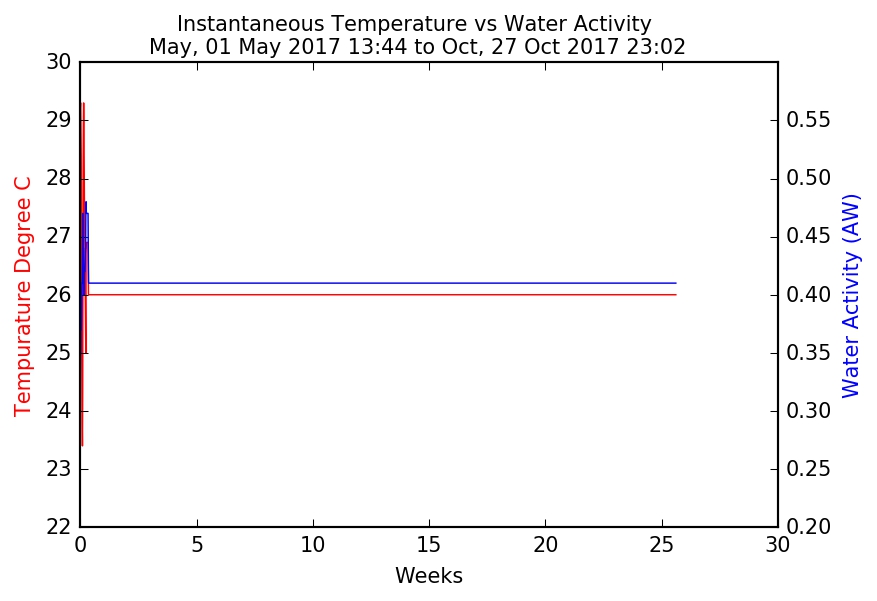 Instantaneous Temperature vs Water Activity
May, 01 May 2017 13:44 to Oct, 27 Oct 2017 23:02
30
29
28
27
26
25
24
23
22
Tempurature Degree C
0.55
0.50
0.45
0.40
0.35
0.30
0.25
0.20
Water Activity (AW)
0 5 10 15 20 25 30
Weeks